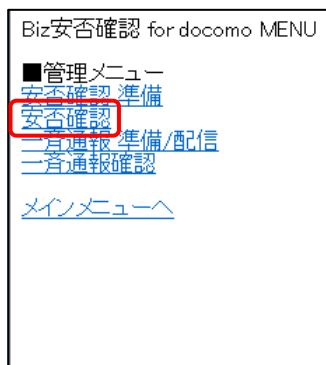 Biz安否確認 for docomo MENU
■管理メニュー
安否確認 準備
安否確認
一斉通報 準備/配信
一斉通報確認
メインメニューへ